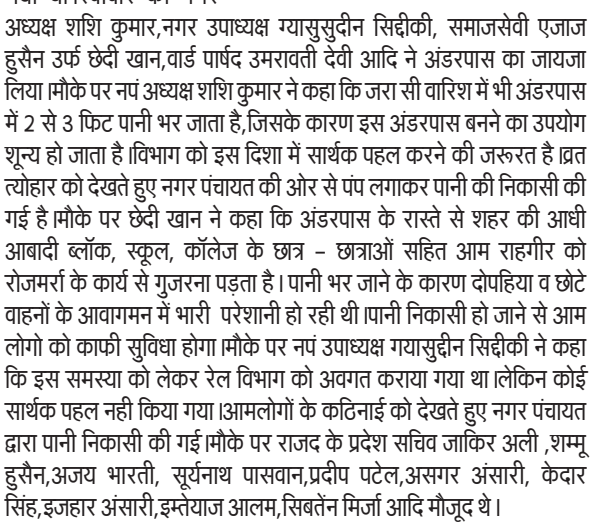 अध्यक्ष शशि कुमार,नगर उपाध्यक्ष ग्यासुसुदीन सिद्दीकी, समाजसेवी एजाज
हुसैन उर्फ छेदी खान,वार्ड पार्षद उमरावती देवी आदि ने अंडरपास का जायजा
लिया।मौके पर नपं अध्यक्ष शशि कुमार ने कहा कि जरा सी वारिश में भी अंडरपास
में 2 से 3 फिट पानी भर जाता है,जिसके कारण इस अंडरपास बनने का उपयोग
शून्य हो जाता है।विभाग को इस दिशा में सार्थक पहल करने की जरूरत है।व्रत
त्योहार को देखते हुए नगर पंचायत की ओर से पंप लगाकर पानी की निकासी की
गई है।मौके पर छेदी खान ने कहा कि अंडरपास के रास्ते से शहर की आधी
आबादी ब्लॉक, स्कूल, कॉलेज के छात्र – छात्राओं सहित आम राहगीर को
रोजमर्रा के कार्य से गुजरना पड़ता है। पानी भर जाने के कारण दोपहिया व छोटे
वाहनों के आवागमन में भारी परेशानी हो रही थी।पानी निकासी हो जाने से आम
लोगो को काफी सुविधा होगा।मौके पर नपं उपाध्यक्ष गयासुद्दीन सिद्दीकी ने कहा
कि इस समस्या को लेकर रेल विभाग को अवगत कराया गया था।लेकिन कोई
सार्थक पहल नही किया गया।आमलोगों के कठिनाई को देखते हुए नगर पंचायत
द्वारा पानी निकासी की गई।मौके पर राजद के प्रदेश सचिव जाकिर अली ,शम्मू
हुसैन,अजय भारती, सूर्यनाथ पासवान,प्रदीप पटेल,असगर अंसारी, केदार
सिंह,इजहार अंसारी,इम्तेयाज आलम,सिबतेंन मिर्जा आदि मौजूद थे।